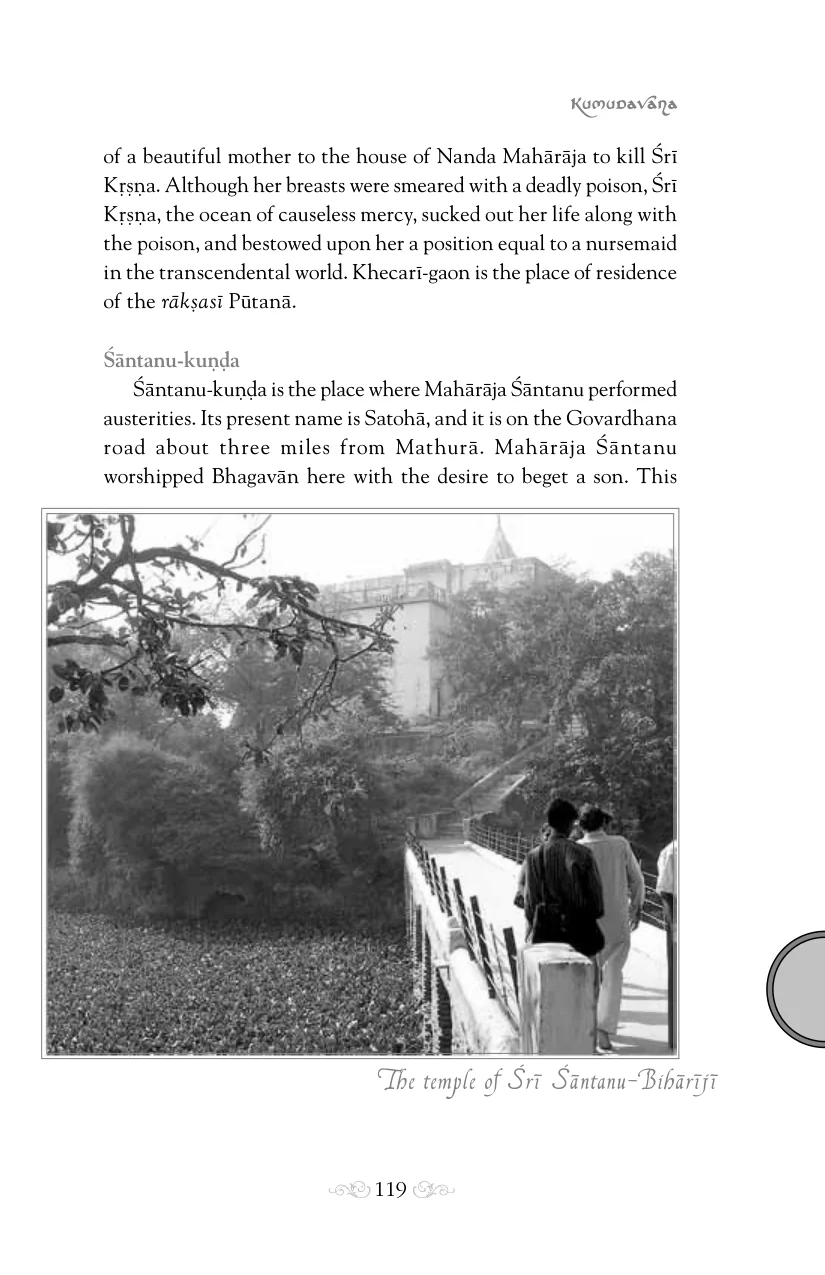 Kumudavana
of a beautiful mother to the house of Nanda Mahārāja to kill Śrī
Kṛṣṇa. Although her breasts were smeared with a deadly poison, Śrī
Kṛṣṇa, the ocean of causeless mercy, sucked out her life along with
the poison, and bestowed upon her a position equal to a nursemaid
in the transcendental world. Khecarī-gaon is the place of residence
of the rākṣasī Pūtanā.
Śāntanu-kuṇḍa
Śāntanu-kuṇḍa is the place where Mahārāja Śāntanu performed
austerities. Its present name is Satohā, and it is on the Govardhana
road about three miles from Mathurā. Mahārāja Śāntanu
worshipped Bhagavān here with the desire to beget a son. This
The temple of Śrī Śāntanu-Bihārījī
119